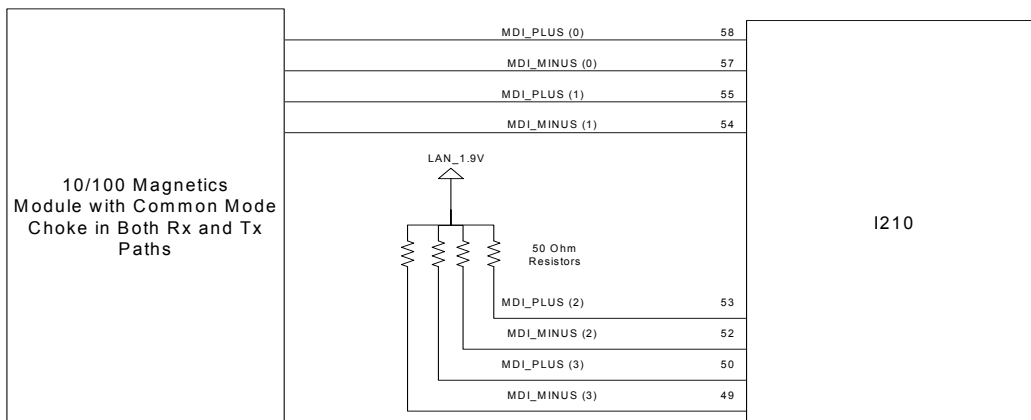 MDI_PLUS (0) 58
MDI_MINUS (0) 57
MDI_PLUS (1) 55
MDI_MINUS (1) 54
10/100 Magnetics
Module with Common Mode
Choke in Both Rx and Tx
Paths
LAN_1.9V
50 Ohm
Resistors
I210
MDI_PLUS (2) 53
MDI_MINUS (2) 52
MDI_PLUS (3) 50
MDI_MINUS (3) 49